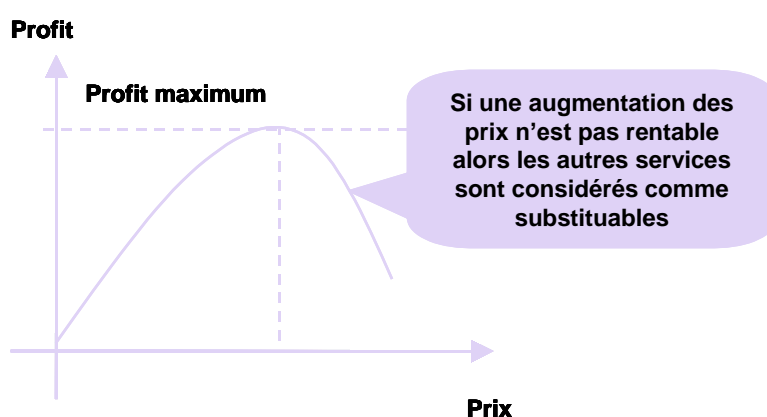 Profit
Profit maximum
Si une augmentation des
prix n’est pas rentable
alors les autres services
sont considérés comme
substituables
Prix